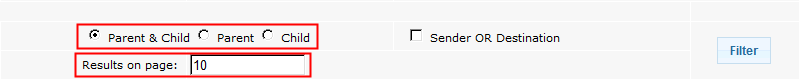 Parent & Child Parent Child Sender OR Destination
Filter
Results on page: 10